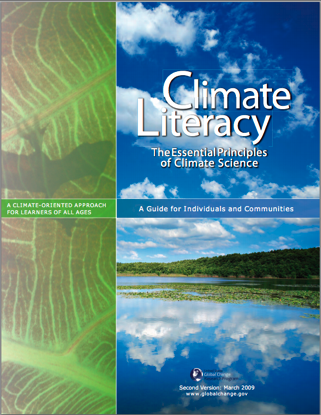 Climate
Literacy
The Essential Principles
of Climate Science
A CLIMATE-ORIENTED APPROACH
FOR LEARNERS OF ALL AGES
A Guide for Individuals and Communities
Global Change
Second Version: March 2009
www.globalchange.gov